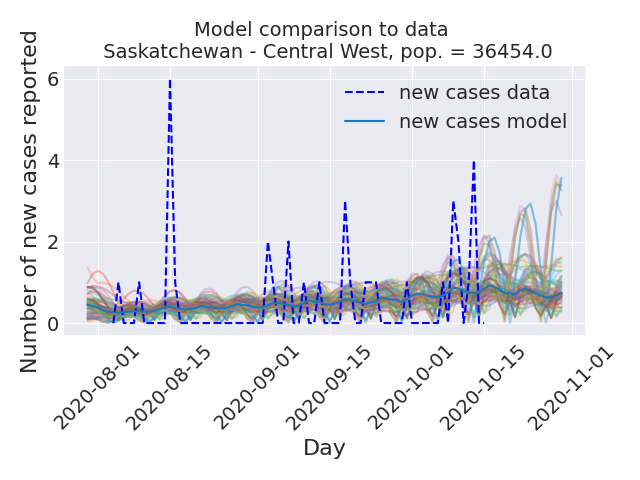 Model comparison to data
Saskatchewan - Central West, pop. = 36454.0
Number of new cases reported
6
4
2
0
new cases data
new cases model
2020-08-01
2020-08-15
2020-09-01
2020-09-15
2020-10-01
2020-10-15
2020-11-01
Day